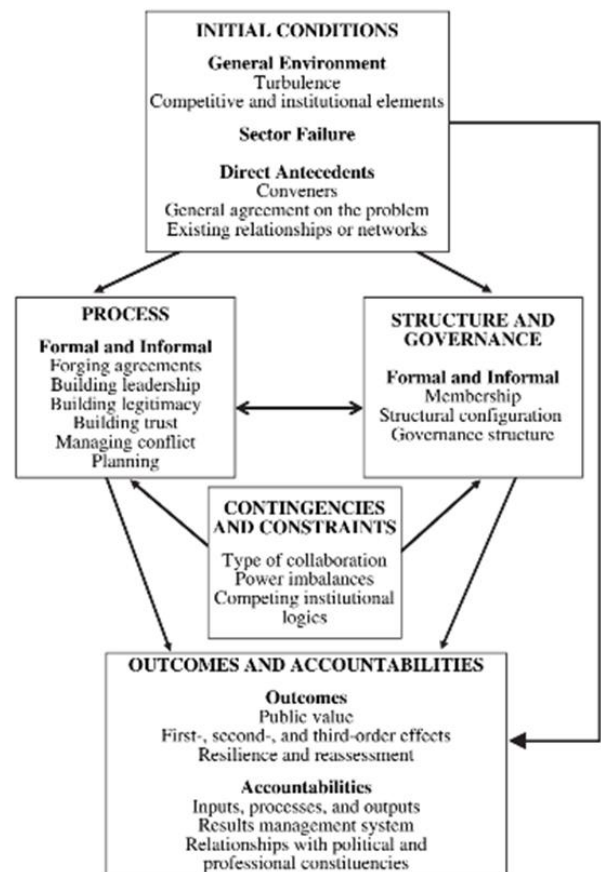 INITIAL CONDITIONS
General Environment
Turbulence
Competitive and institutional elements
Sector Failure
Direct Antecedents
Conveners
General agreement on the problem
Existing relationships or networks
PROCESS
Formal and Informal
Forging agreements
Building leadership
Building legitimacy
Building trust
Managing conflict
Planning
STRUCTURE AND
GOVERNANCE
Formal and Informal
Membership
Structural configuration
Governance structure
CONTINGENCIES
AND CONSTRAINTS
Type of collaboration
Power imbalances
Competing institutional
logics
OUTCOMES AND ACCOUNTABILITIES
Outcomes
Public value
First-, second-, and third-order effects
Resilience and reassessment
Accountabilities
Inputs, processes, and outputs
Results management system
Relationships with political and
professional constituencies